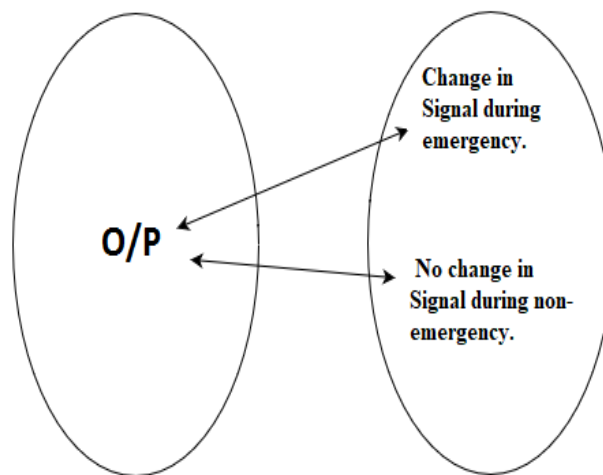 O/P
Change in
Signal during
emergency.
No change in
Signal during non-
emergency.